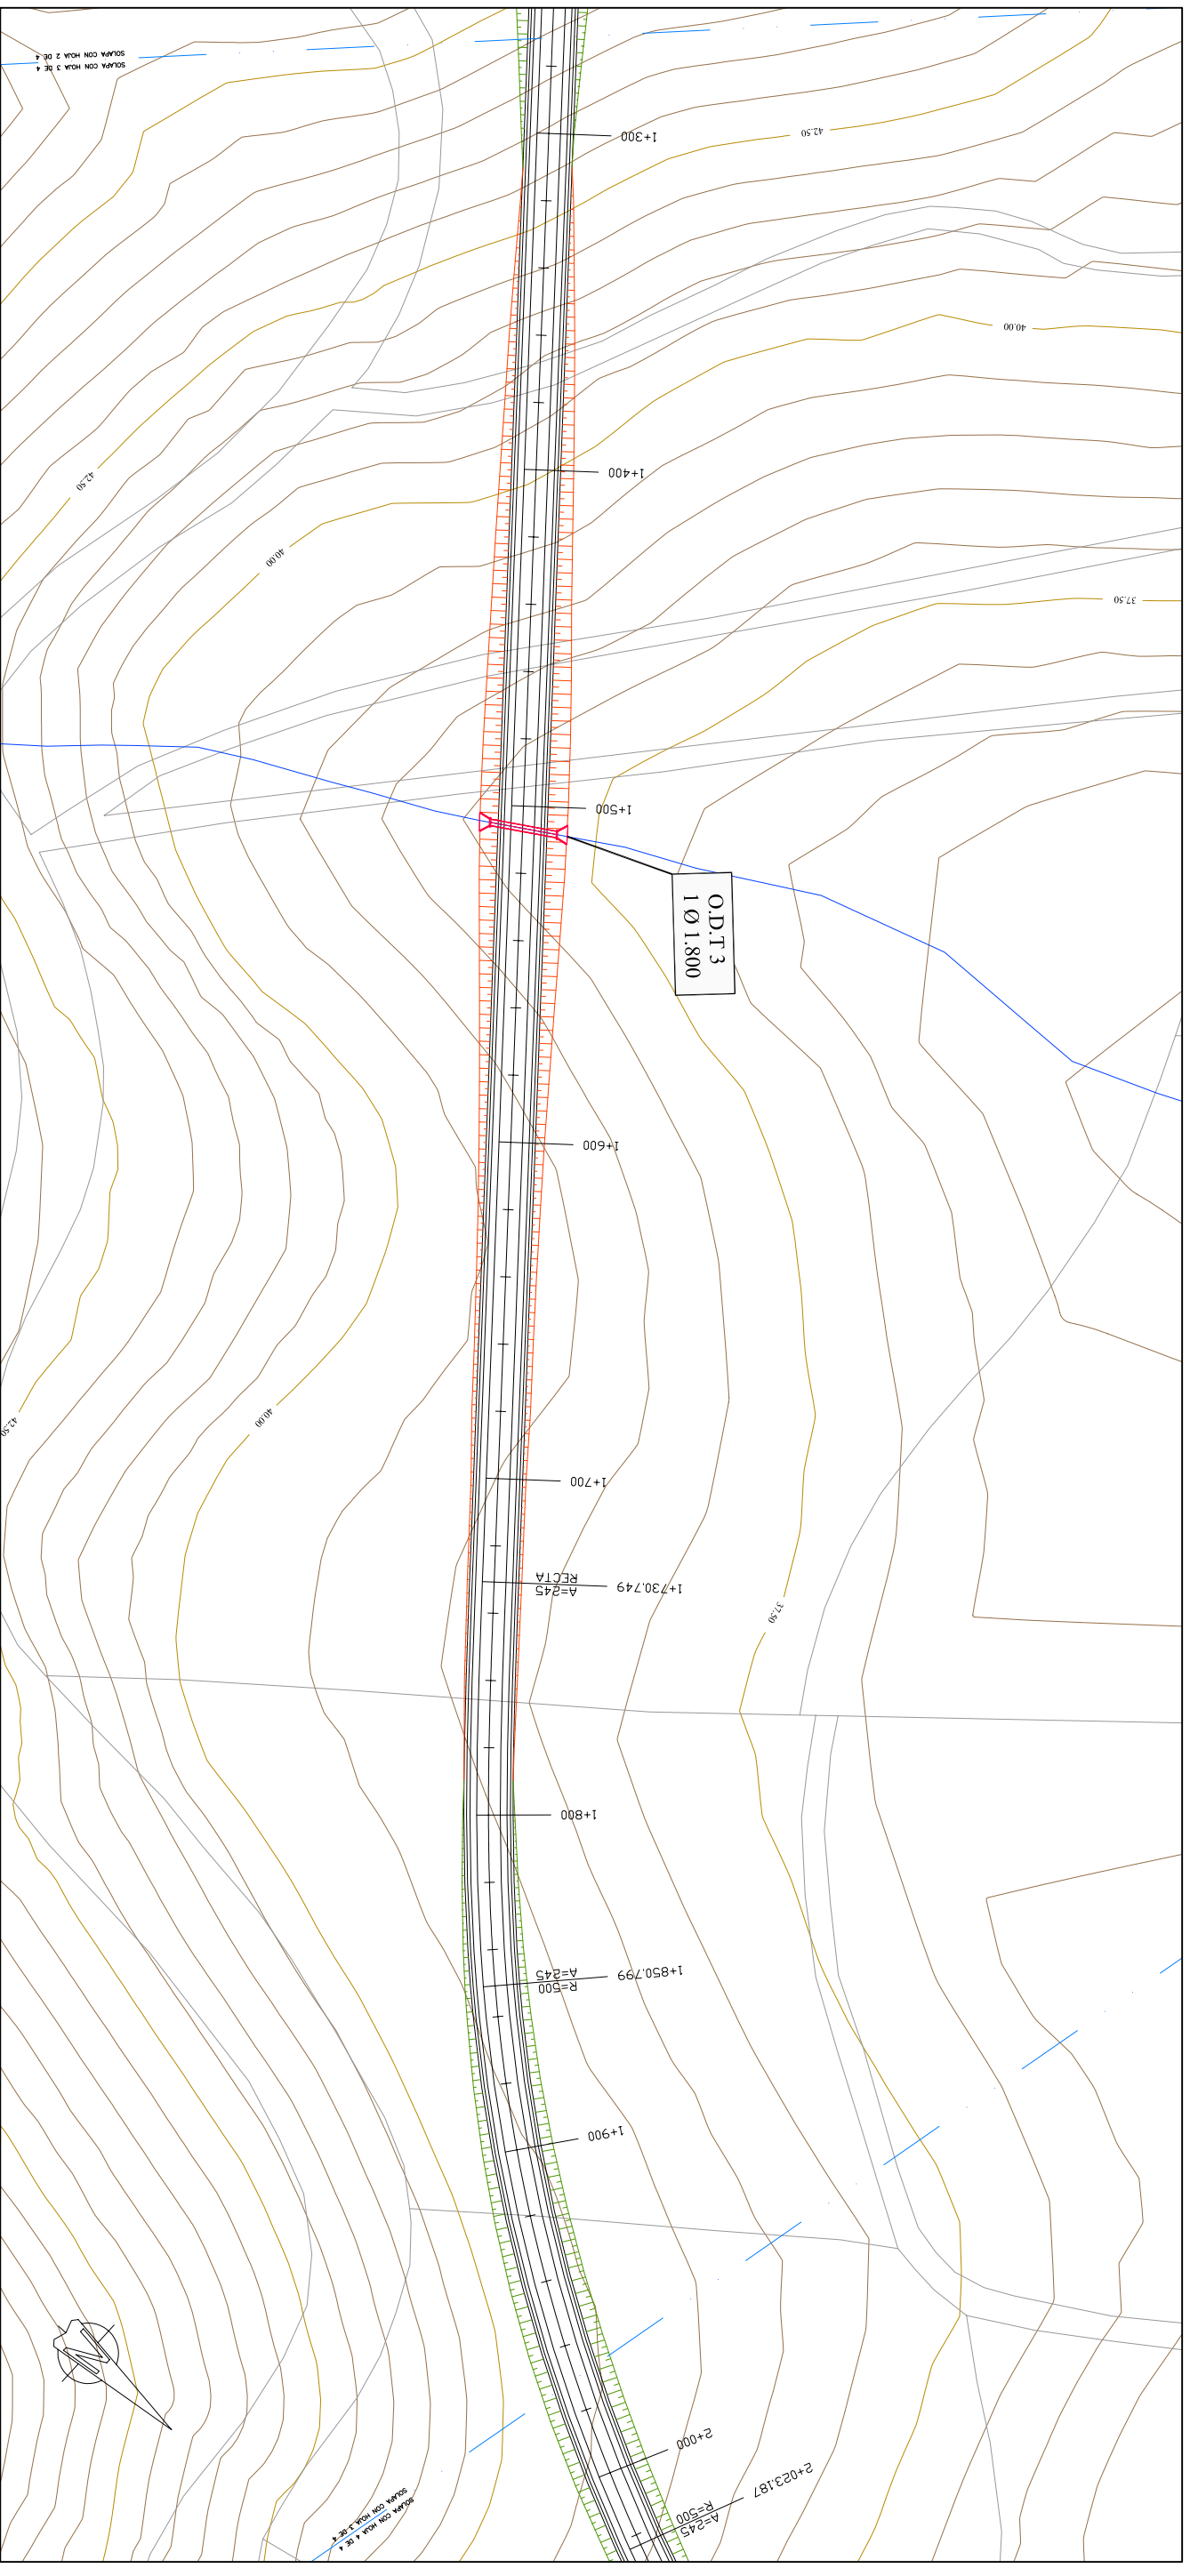 SOLAPA CON HOJA 2 DE 4
SOLAPA CON HOJA 3 DE 4
1+300
42.50
40.00
1+400
42.50
40.00
37.50
1+500
O.D.T 3
1 Ø 1.800
1+600
40.00
42.50
1+700
RECTA
A=245
1+730.749
37.50
1+800
A=245
R=500
1+850.799
1+900
N
2+000
2+023.187
R=500
A=245
SOLAPA CON HOJA 3 DE 4
SOLAPA CON HOJA 4 DE 4